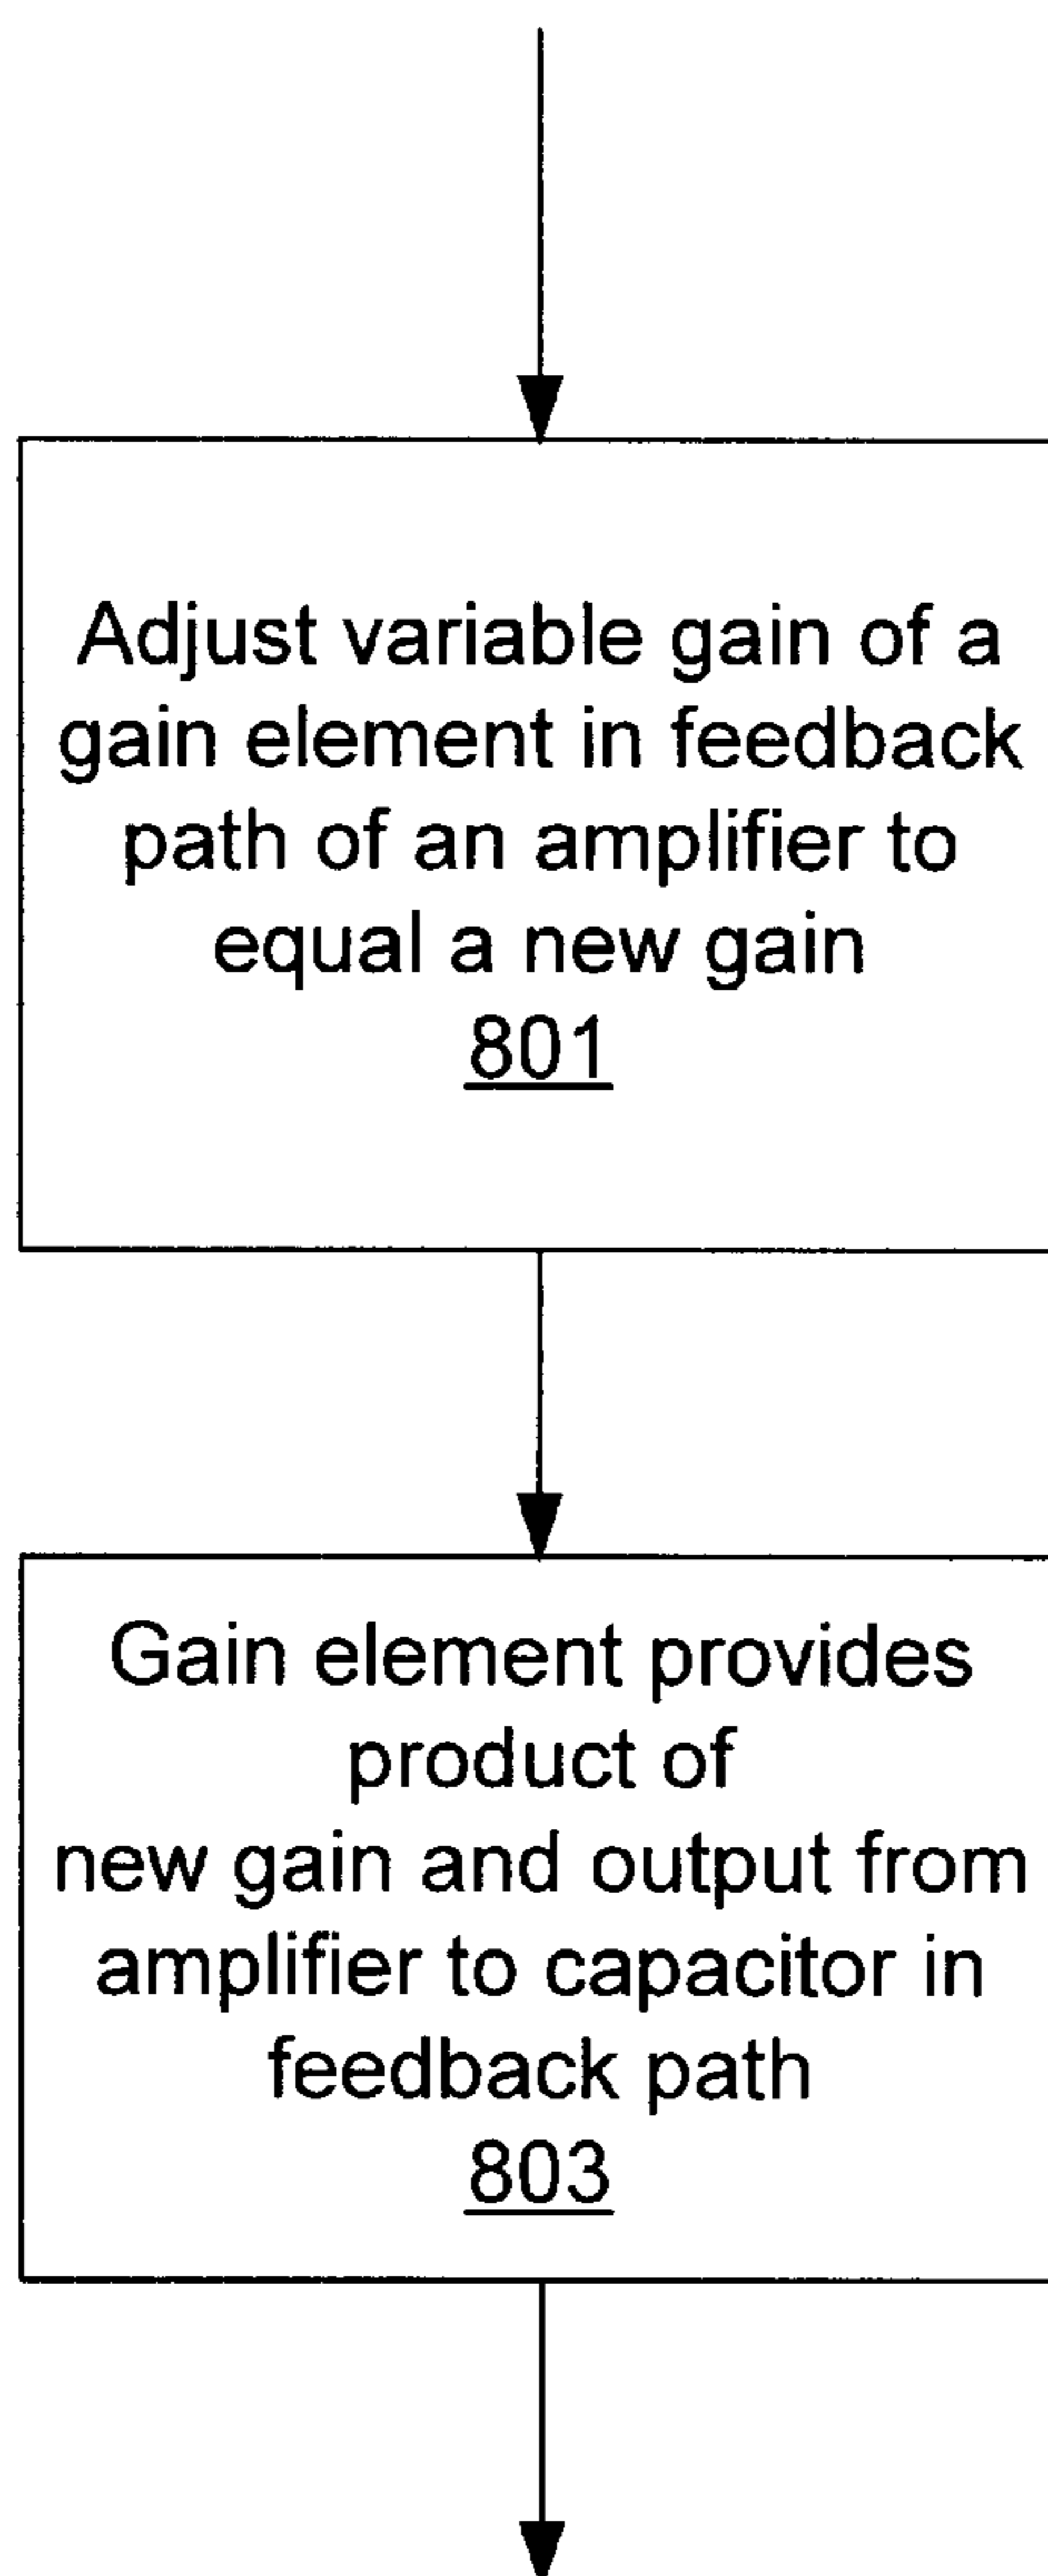 Adjust variable gain of a
gain element in feedback
path of an amplifier to
equal a new gain
801
Gain element provides
product of
new gain and output from
amplifier to capacitor in
feedback path
803